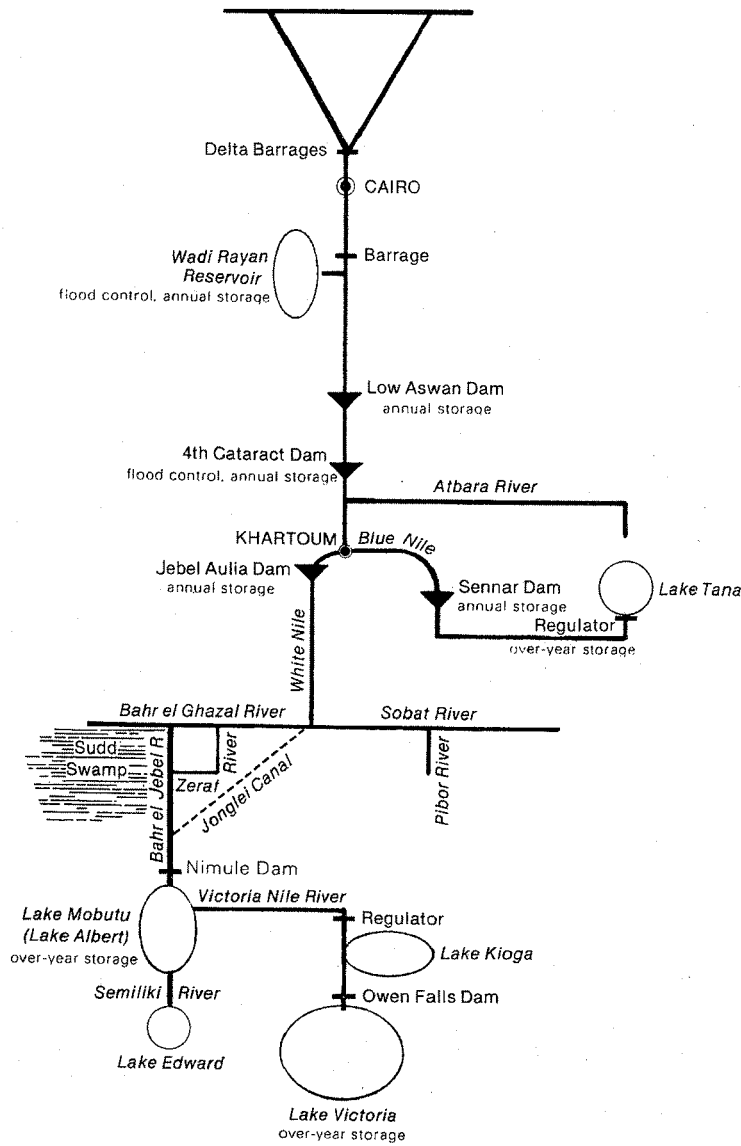 Delta Barrages
CAIRO
Wadi Rayan
Reservoir
flood control, annual storage
Barrage
Low Aswan Dam
annual storage
4th Cataract Dam
flood control, annual storage
Atbara River
KHARTOUM
Blue Nile
Jebel Aulia Dam
annual storage
Sennar Dam
annual storage
Lake Tana
Regulator
over-year storage
White Nile
Bahr el Ghazal River
Sobat River
Sudd
Swamp
Bahr el Jebel R
Zeraf
River
Jonglei Canal
Pibor River
Nimule Dam
Victoria Nile River
Lake Mobutu
(Lake Albert)
over-year storage
Regulator
Lake Kioga
Semiliki River
Owen Falls Dam
Lake Edward
Lake Victoria
over-year storage